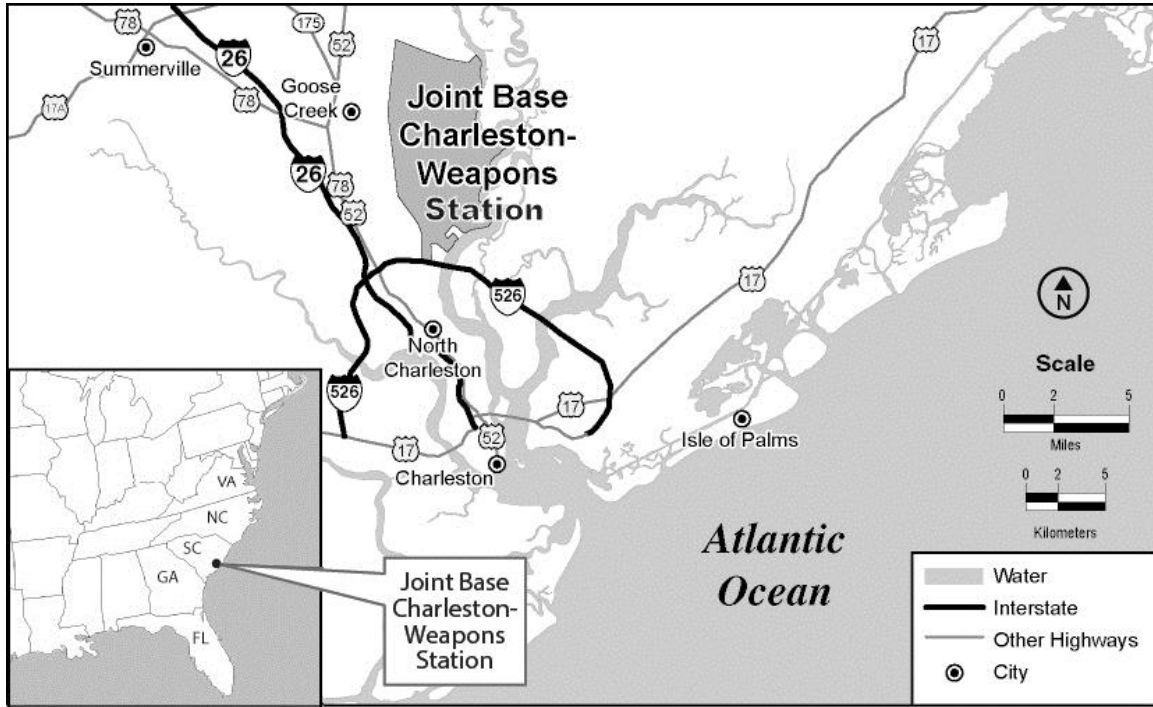 78
175
52
17
26
Summerville
Goose
Creek
Joint Base
Charleston-
Weapons
Station
17A
78
26
78
52
17
526
N
North
Charleston
Scale
0 2 5
Miles
526
17
Isle of Palms
17
52
Charleston
0 2 5
Kilometers
VA
NC
SC
GA
FL
Atlantic
Ocean
Joint Base
Charleston-
Weapons
Station
Water
Interstate
Other Highways
City